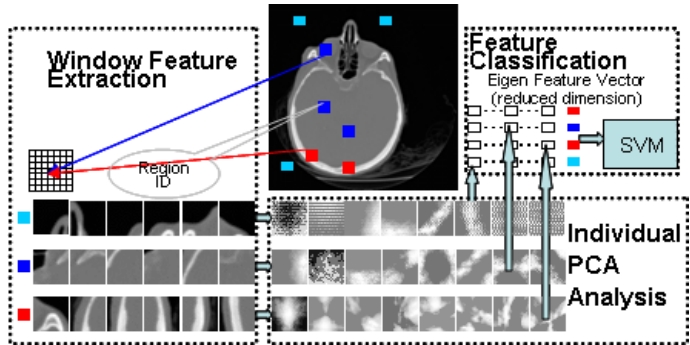 Window Feature
Extraction
Region
ID
Feature
Classification
Eigen Feature Vector
(reduced dimension)
SVM
Individual
PCA
Analysis